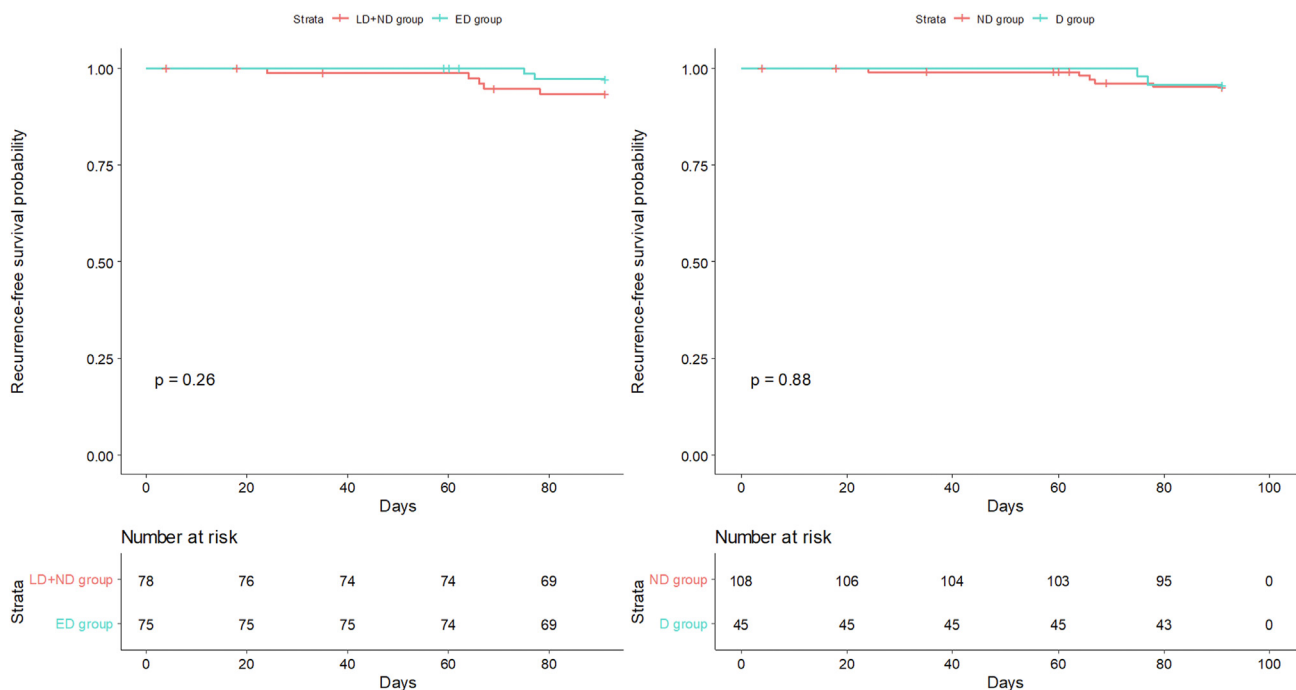 Strata LD+ND group ED group
Recurrence-free survival probability
1.00
0.75
0.50
0.25
0.00
p = 0.26
0 20 40 60 80
Days
Number at risk
Strata
LD+ND group 78 76 74 74 69
ED group 75 75 75 74 69
0 20 40 60 80
Days
Strata ND group D group
Recurrence-free survival probability
1.00
0.75
0.50
0.25
0.00
p = 0.88
0 20 40 60 80 100
Days
Number at risk
Strata
ND group 108 106 104 103 95 0
D group 45 45 45 45 43 0
0 20 40 60 80 100
Days